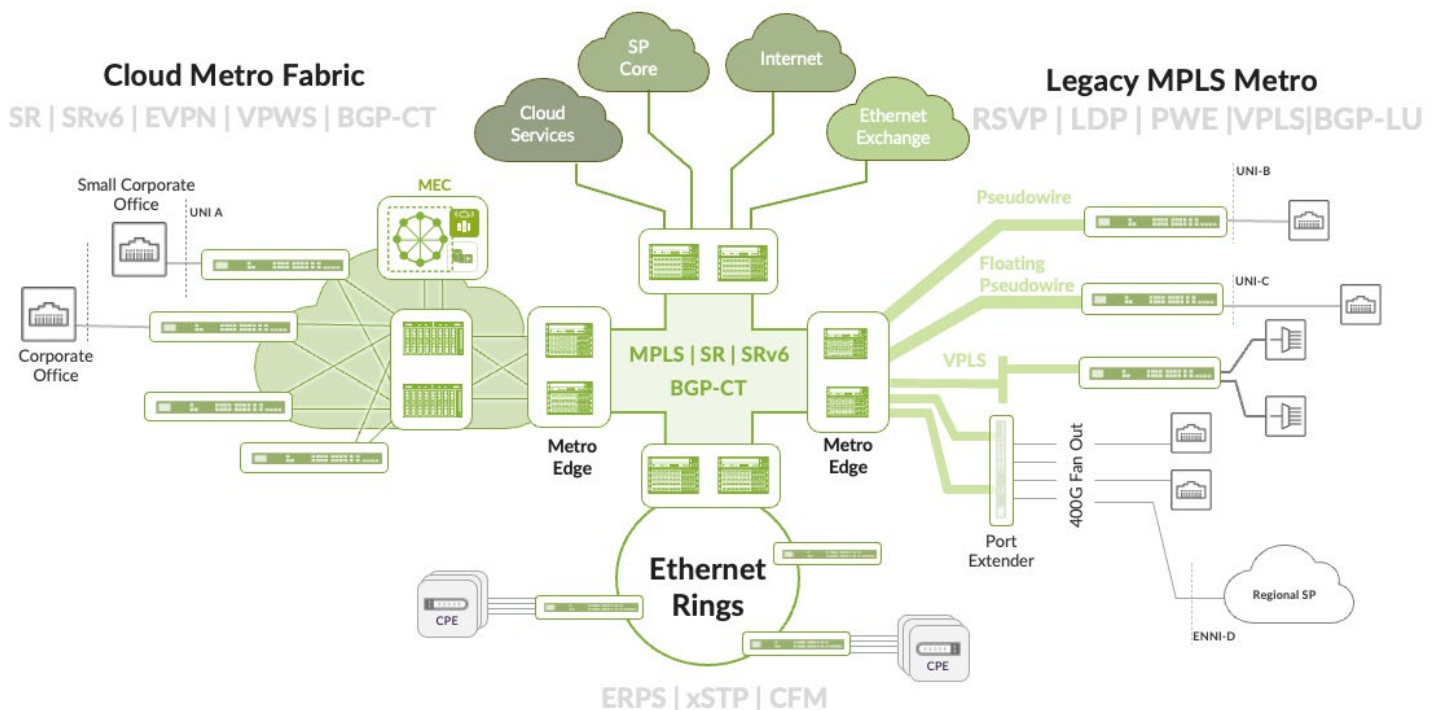 Cloud Metro Fabric
SR | SRv6 | EVPN | VPWS | BGP-CT
Small Corporate
Office
UNI A
Corporate
Office
MEC
Cloud
Services
SP
Core
Internet
Ethernet
Exchange
Legacy MPLS Metro
RSVP | LDP | PWE |VPLS|BGP-LU
MPLS | SR | SRv6
BGP-CT
Metro
Edge
Metro
Edge
Pseudowire
UNI-B
Floating
Pseudowire
UNI-C
VPLS
400G Fan Out
Port
Extender
Regional SP
ENNI-D
Ethernet
Rings
CPE
CPE
ERPS | xSTP | CFM